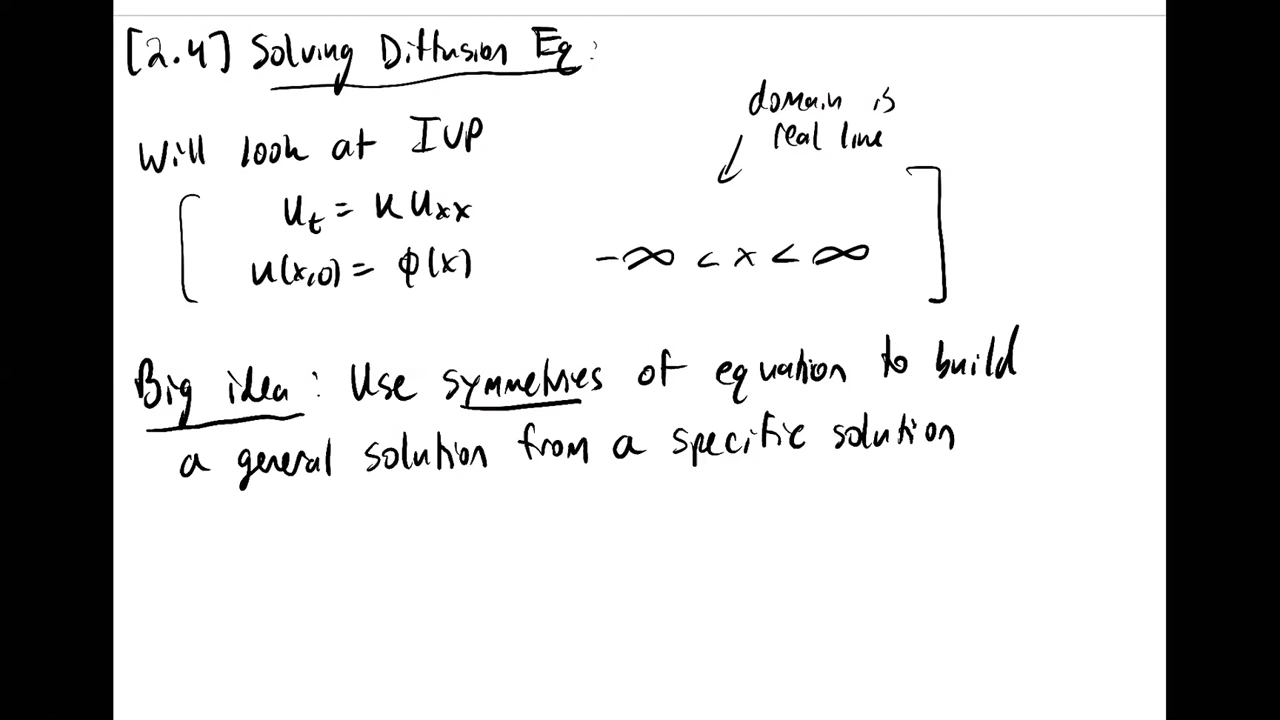 [2.4] Solving Diffusion Eq:
domain is
real line
Will look at IVP
u_t = k u_xx
u(x,0) = φ(x) -∞ < x < ∞
Big idea: Use symmetries of equation to build
a general solution from a specific solution